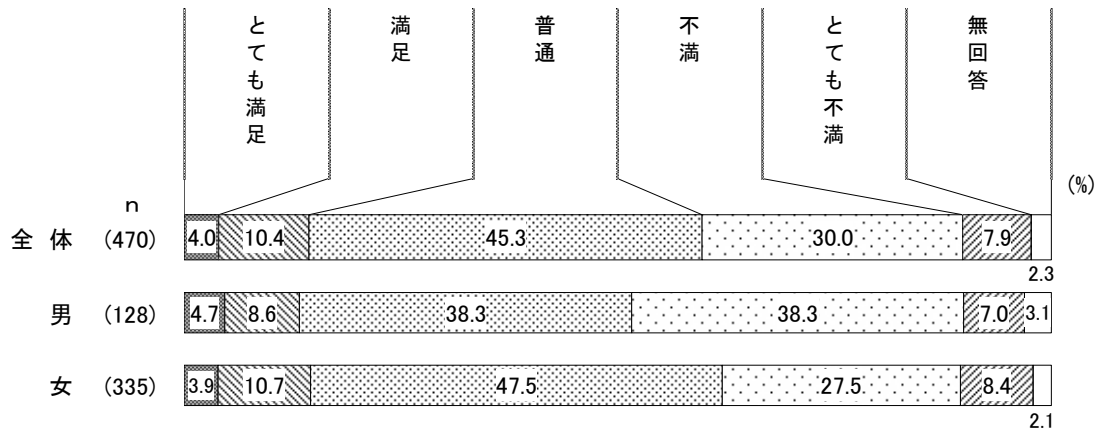 とても満足
満足
普通
不満
とても不満
無回答
(%)
n
全体 (470) 4.0 10.4 45.3 30.0 7.9 2.3
男 (128) 4.7 8.6 38.3 38.3 7.0 3.1
女 (335) 3.9 10.7 47.5 27.5 8.4 2.1